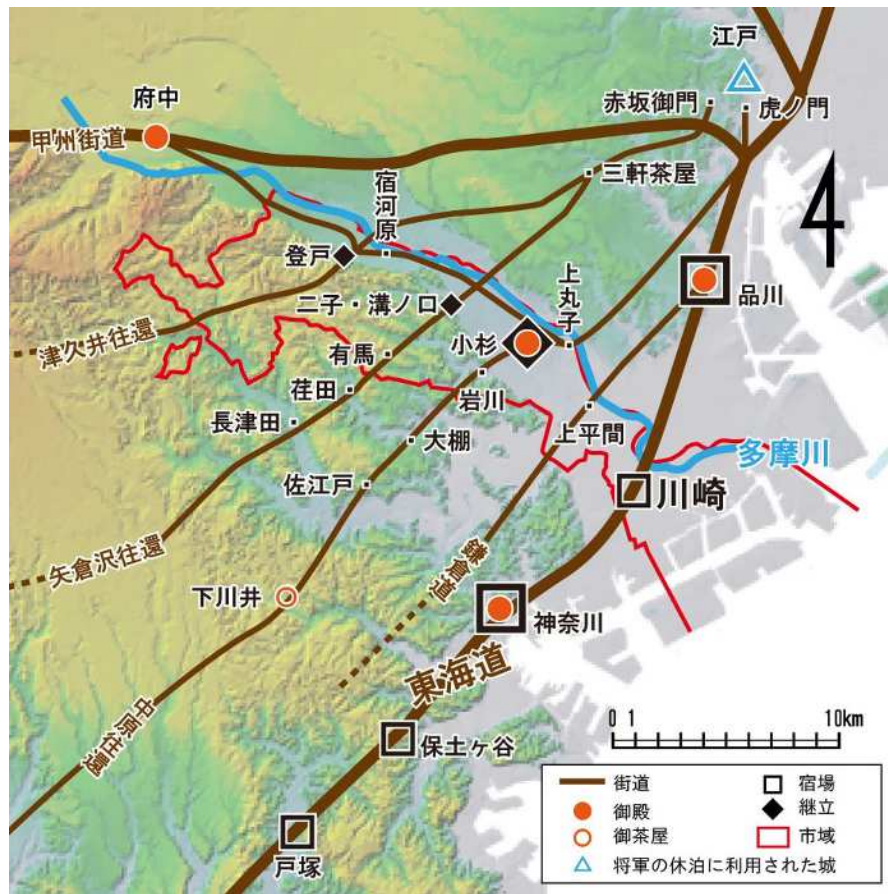 江戸
府中
赤坂御門
虎ノ門
甲州街道
三軒茶屋
宿河原
登戸
品川
二子・溝ノ口
上丸子
津久井往還
有馬
小杉
荏田
岩川
長津田
大棚
上平間
多摩川
佐江戸
川崎
矢倉沢往還
鎌倉道
下川井
神奈川
東海道
中原往還
保土ヶ谷
戸塚
0 1 10km
街道
宿場
御殿
継立
御茶屋
市域
将軍の休泊に利用された城